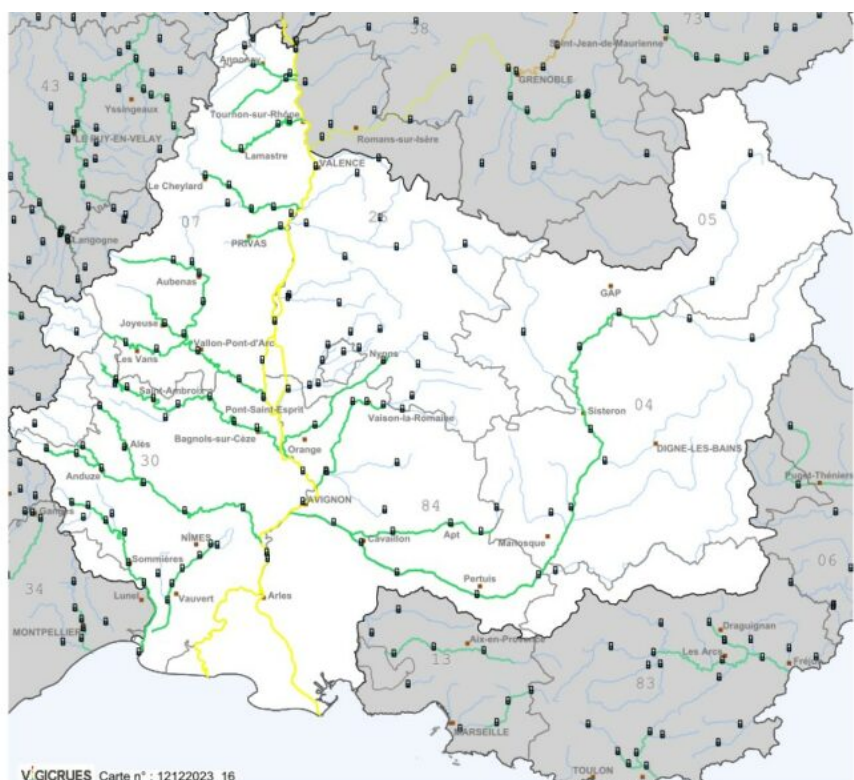 38
73
Saint-Jean-de-Maurienne
Annonay
43
GRENOBLE
Yssingeaux
Tournon-sur-Rhône
LE PUY-EN-VELAY
Romans-sur-Isère
Lamastre
VALENCE
Le Cheylard
07
26
05
Langogne
PRIVAS
Aubenas
GAP
Joyeuse
Vallon-Pont-d'Arc
Les Vans
Nyons
Saint-Ambroix
Pont-Saint-Esprit
Sisteron
04
Vaison-la-Romaine
Bagnols-sur-Cèze
Orange
Alès
DIGNE-LES-BAINS
30
Anduze
Puget-Théniers
AVIGNON
84
Ganges
NÎMES
Cavaillon
Apt
Manosque
Sommières
06
34
Lunel
Vauvert
Arles
Pertuis
MONTPELLIER
Draguignan
Aix-en-Provence
13
Les Arcs
Fréjus
83
MARSEILLE
TOULON
VIGICRUES Carte n° : 12122023_16